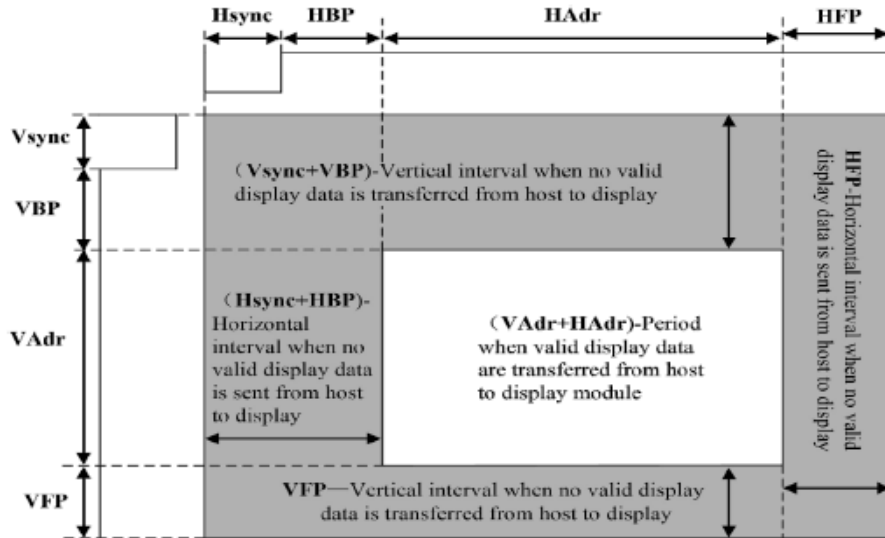 Hsync HBP HAdr HFP
Vsync
VBP
VAdr
VFP
（Vsync+VBP)-Vertical interval when no valid
display data is transferred from host to display
(Hsync+HBP)-
Horizontal
interval when no
valid display data
is sent from host
to display
（VAdr+HAdr)-Period
when valid display data
are transferred from host
to display module
HFP-Horizontal interval when no valid
display data is sent from host to display
VFP—Vertical interval when no valid display
data is transferred from host to display